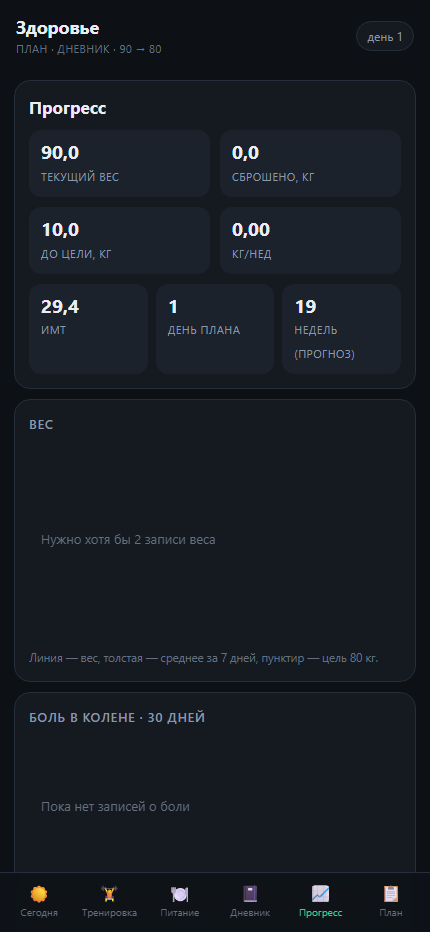 Здоровье
ПЛАН · ДНЕВНИК · 90 → 80
день 1
Прогресс
90,0
ТЕКУЩИЙ ВЕС
0,0
СБРОШЕНО, КГ
10,0
ДО ЦЕЛИ, КГ
0,00
КГ/НЕД
29,4
ИМТ
1
ДЕНЬ ПЛАНА
19
НЕДЕЛЬ
(ПРОГНОЗ)
ВЕС
Нужно хотя бы 2 записи веса
Линия — вес, толстая — среднее за 7 дней, пунктир — цель 80 кг.
БОЛЬ В КОЛЕНЕ · 30 ДНЕЙ
Пока нет записей о боли
Сегодня
Тренировка
Питание
Дневник
Прогресс
План